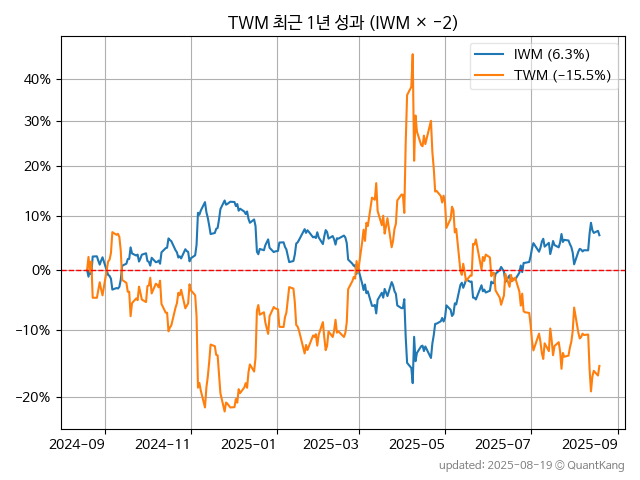 TWM 최근 1년 성과 (IWM × −2)
IWM (6.3%)
TWM (−15.5%)
40%
30%
20%
10%
0%
−10%
−20%
2024-09 2024-11 2025-01 2025-03 2025-05 2025-07 2025-09
updated: 2025-08-19 © QuantKang